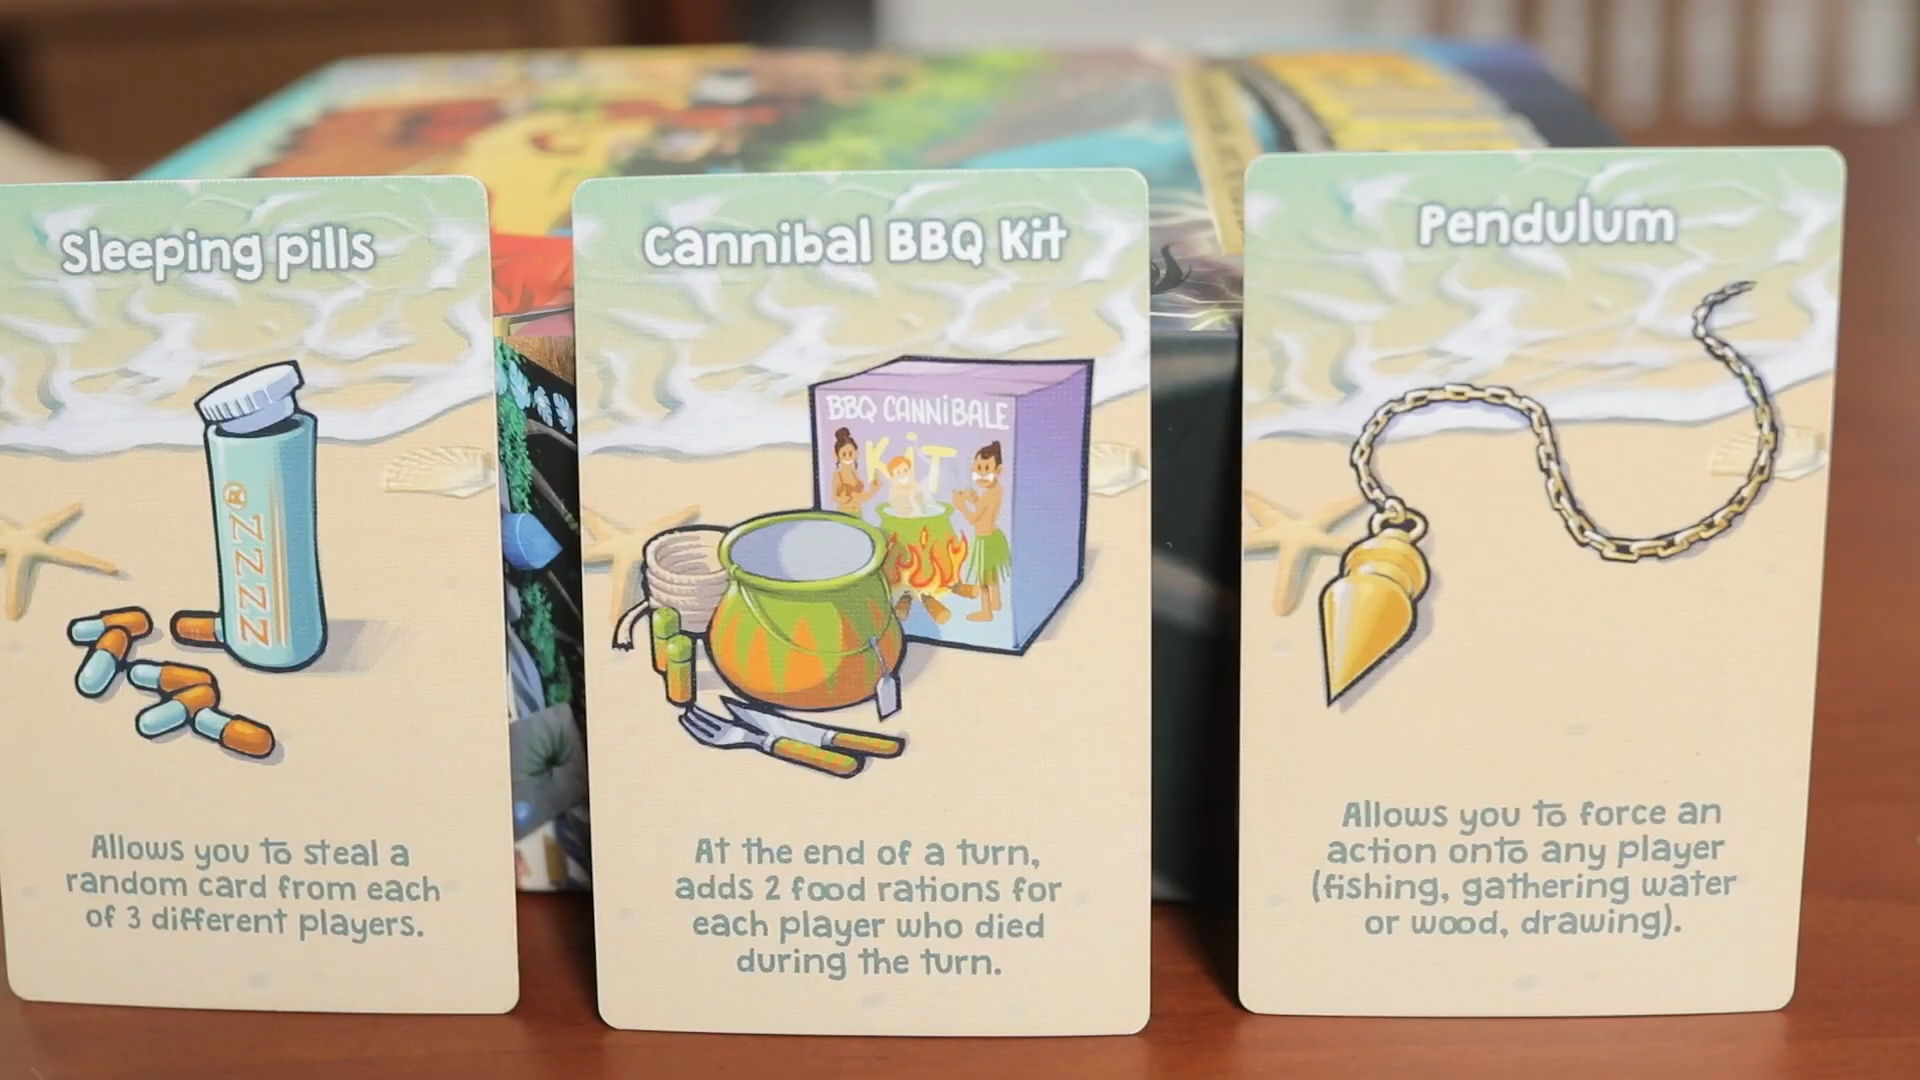 Sleeping pills
ZZZZZ®
Allows you to steal a
random card from each
of 3 different players.
Cannibal BBQ Kit
BBQ CANNiBALE
KiT
At the end of a turn,
adds 2 food rations for
each player who died
during the turn.
Pendulum
Allows you to force an
action onto any player
(fishing, gathering water
or wood, drawing).